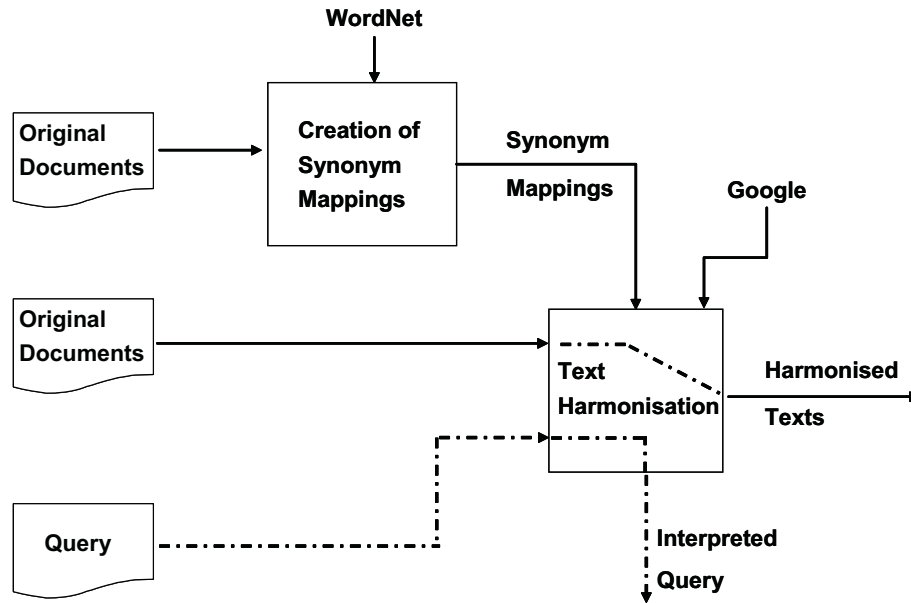 WordNet
Original
Documents
Creation of
Synonym
Mappings
Synonym
Mappings
Google
Original
Documents
Text
Harmonisation
Harmonised
Texts
Query
Interpreted
Query